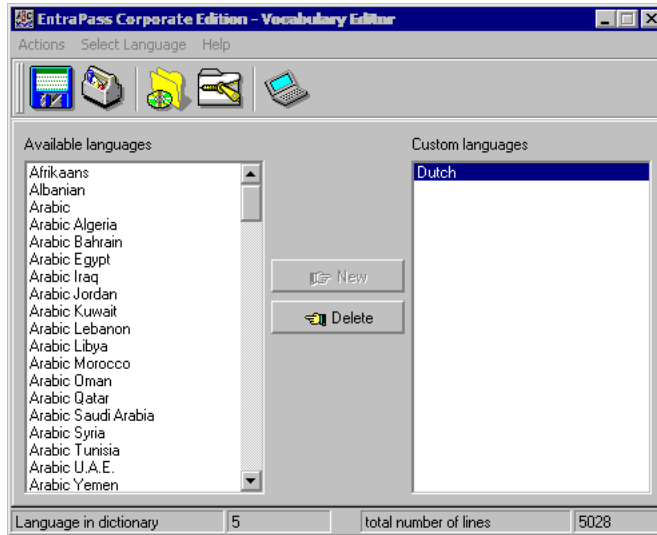 EntraPass Corporate Edition - Vocabulary Editor
Actions Select Language Help
Available languages
Custom languages
Afrikaans
Albanian
Arabic
Arabic Algeria
Arabic Bahrain
Arabic Egypt
Arabic Iraq
Arabic Jordan
Arabic Kuwait
Arabic Lebanon
Arabic Libya
Arabic Morocco
Arabic Oman
Arabic Qatar
Arabic Saudi Arabia
Arabic Syria
Arabic Tunisia
Arabic U.A.E.
Arabic Yemen
New
Delete
Dutch
Language in dictionary 5 total number of lines 5028